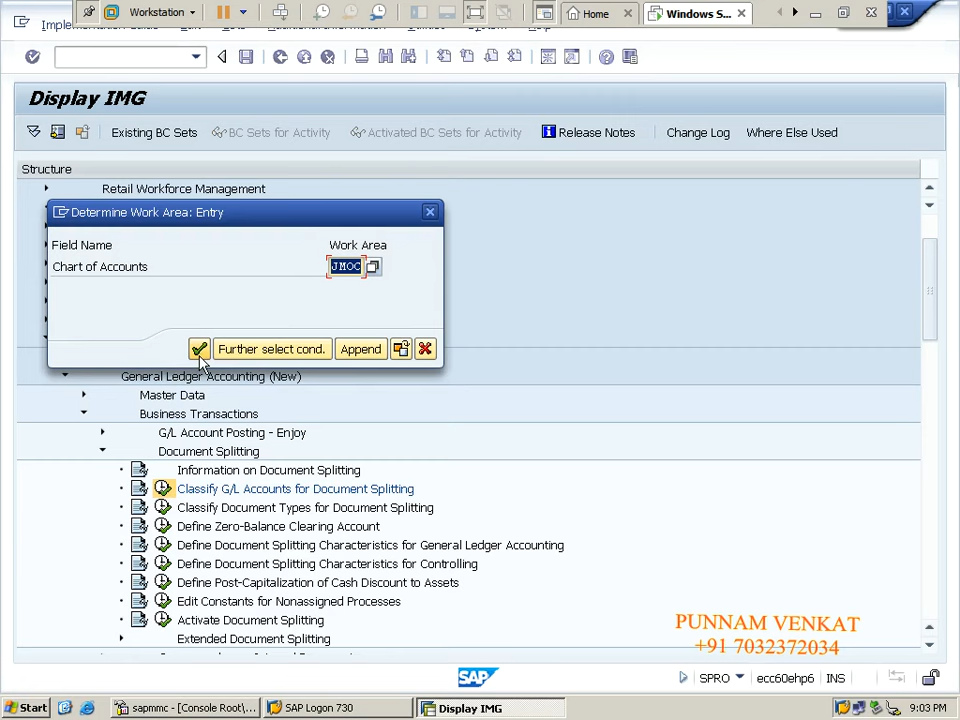 Workstation
Home
Windows S...
Display IMG
Existing BC Sets
BC Sets for Activity
Activated BC Sets for Activity
Release Notes
Change Log
Where Else Used
Structure
Retail Workforce Management
Determine Work Area: Entry
Field Name Work Area
Chart of Accounts JMOC
Further select cond.
Append
General Ledger Accounting (New)
Master Data
Business Transactions
G/L Account Posting - Enjoy
Document Splitting
Information on Document Splitting
Classify G/L Accounts for Document Splitting
Classify Document Types for Document Splitting
Define Zero-Balance Clearing Account
Define Document Splitting Characteristics for General Ledger Accounting
Define Document Splitting Characteristics for Controlling
Define Post-Capitalization of Cash Discount to Assets
Edit Constants for Nonassigned Processes
Activate Document Splitting
Extended Document Splitting
PUNNAM VENKAT
+91 7032372034
SAP
SPRO
ecc60ehp6
INS
Start
sapmmc - [Console Root\...
SAP Logon 730
Display IMG
9:03 PM